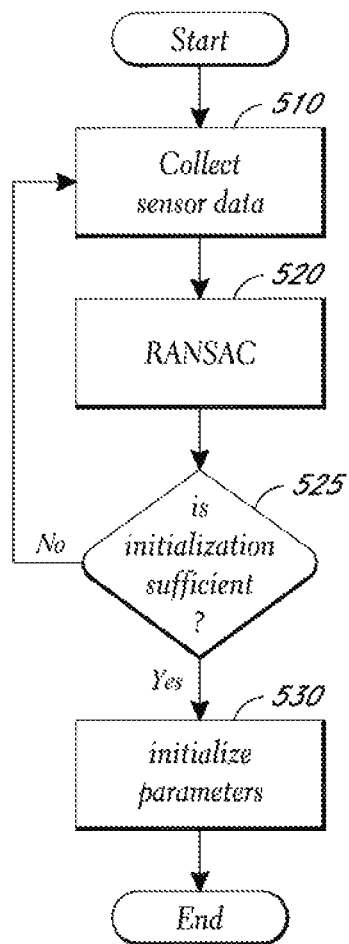 Start
510
Collect
sensor data
520
RANSAC
525
is
initialization
sufficient
?
No
Yes
530
initialize
parameters
End